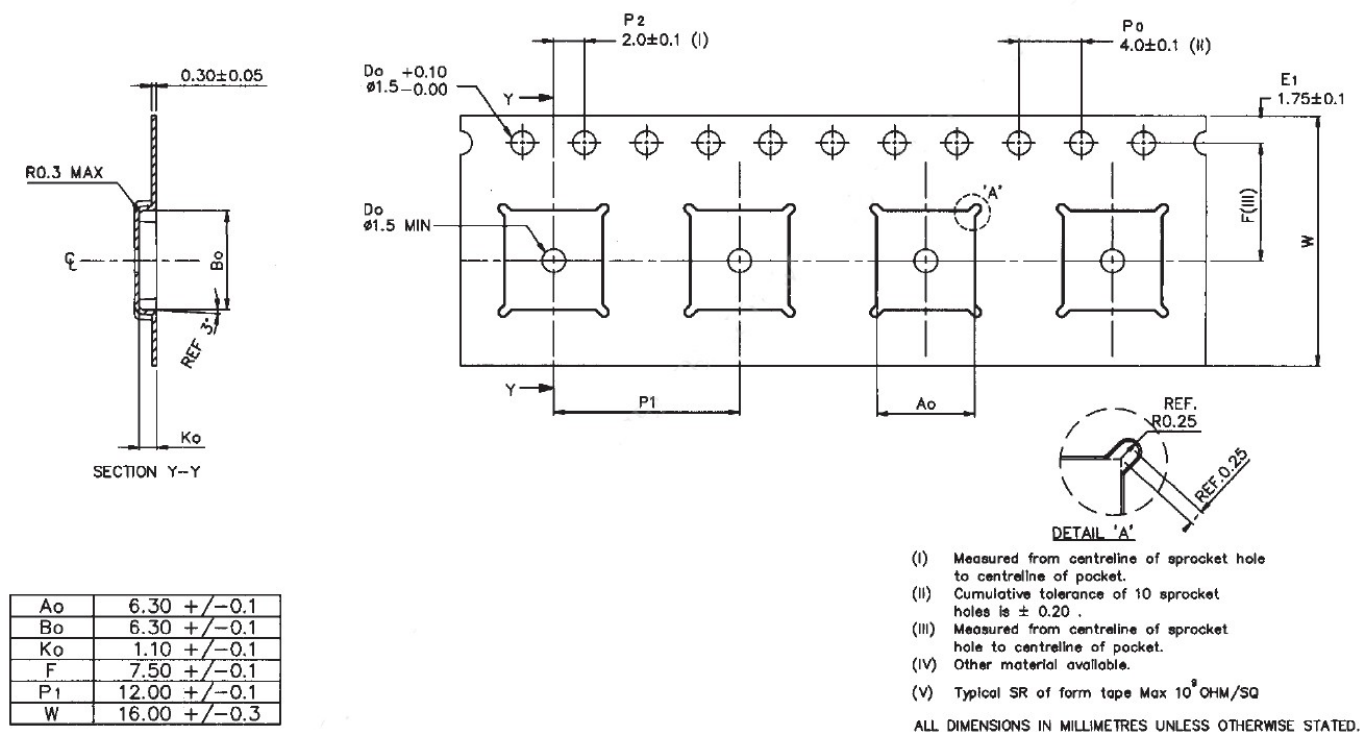 P2
2.0±0.1 (I)
Po
4.0±0.1 (II)
E1
1.75±0.1
Do +0.10
ø1.5-0.00
Y
0.30±0.05
R0.3 MAX
Do
ø1.5 MIN
'A'
F(III)
W
Bo
REF 3°
Ko
SECTION Y-Y
Y
P1
Ao
REF.
R0.25
REF.0.25
DETAIL 'A'
(I) Measured from centreline of sprocket hole
to centreline of pocket.
(II) Cumulative tolerance of 10 sprocket
holes is ± 0.20 .
(III) Measured from centreline of sprocket
hole to centreline of pocket.
(IV) Other material available.
(V) Typical SR of form tape Max 10⁹ OHM/SQ
ALL DIMENSIONS IN MILLIMETRES UNLESS OTHERWISE STATED.
Ao 6.30 +/-0.1
Bo 6.30 +/-0.1
Ko 1.10 +/-0.1
F 7.50 +/-0.1
P1 12.00 +/-0.1
W 16.00 +/-0.3